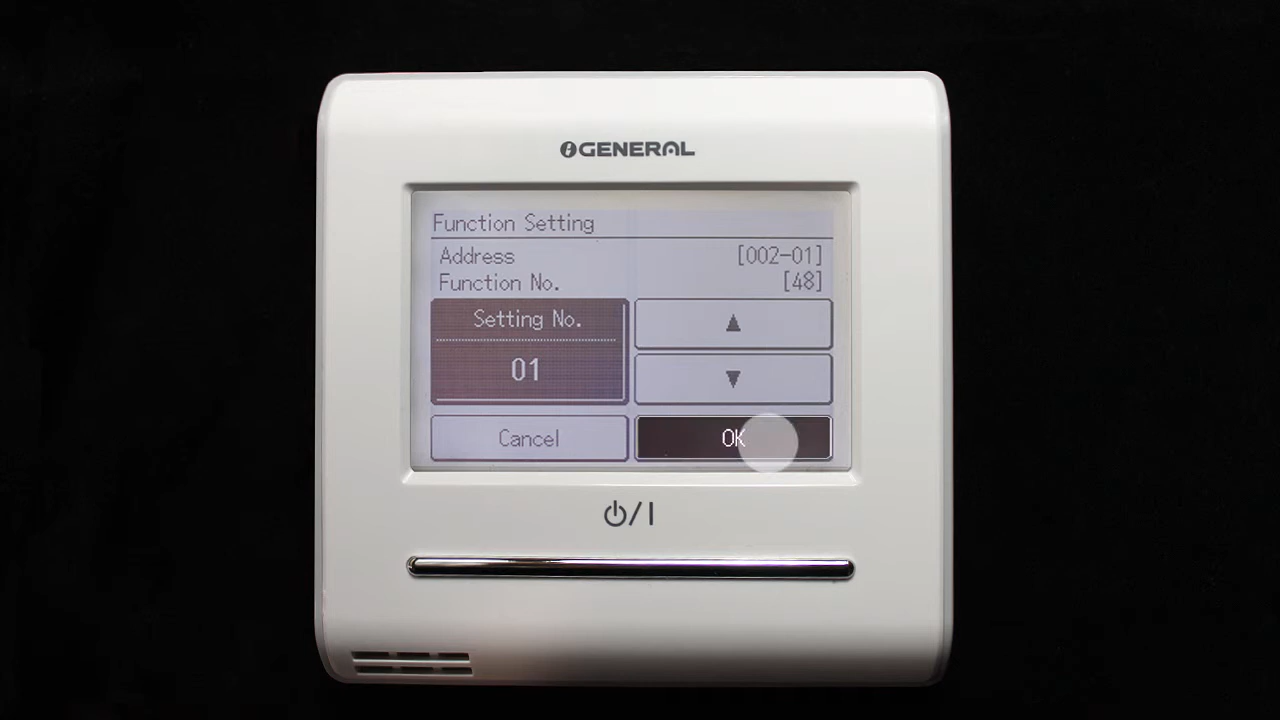 GENERAL
Function Setting
Address [002-01]
Function No. [48]
Setting No.
01
▲
▼
Cancel OK
⏻/I